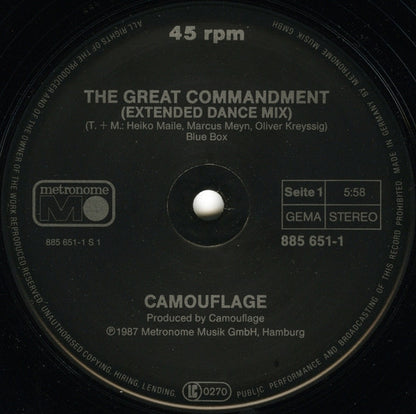 45 rpm
THE GREAT COMMANDMENT
(EXTENDED DANCE MIX)
(T. + M.: Heiko Maile, Marcus Meyn, Oliver Kreyssig)
Blue Box
metronome
M
885 651-1 S 1
Seite 1
5:58
GEMA
STEREO
885 651-1
CAMOUFLAGE
Produced by Camouflage
Ⓟ1987 Metronome Musik GmbH, Hamburg
LC 0270
ALL RIGHTS OF THE PRODUCER AND OF THE OWNER OF THE WORK REPRODUCED RESERVED. UNAUTHORISED COPYING, HIRING, LENDING, PUBLIC PERFORMANCE AND BROADCASTING OF THIS RECORD PROHIBITED
MADE IN GERMANY BY METRONOME MUSIK GMBH